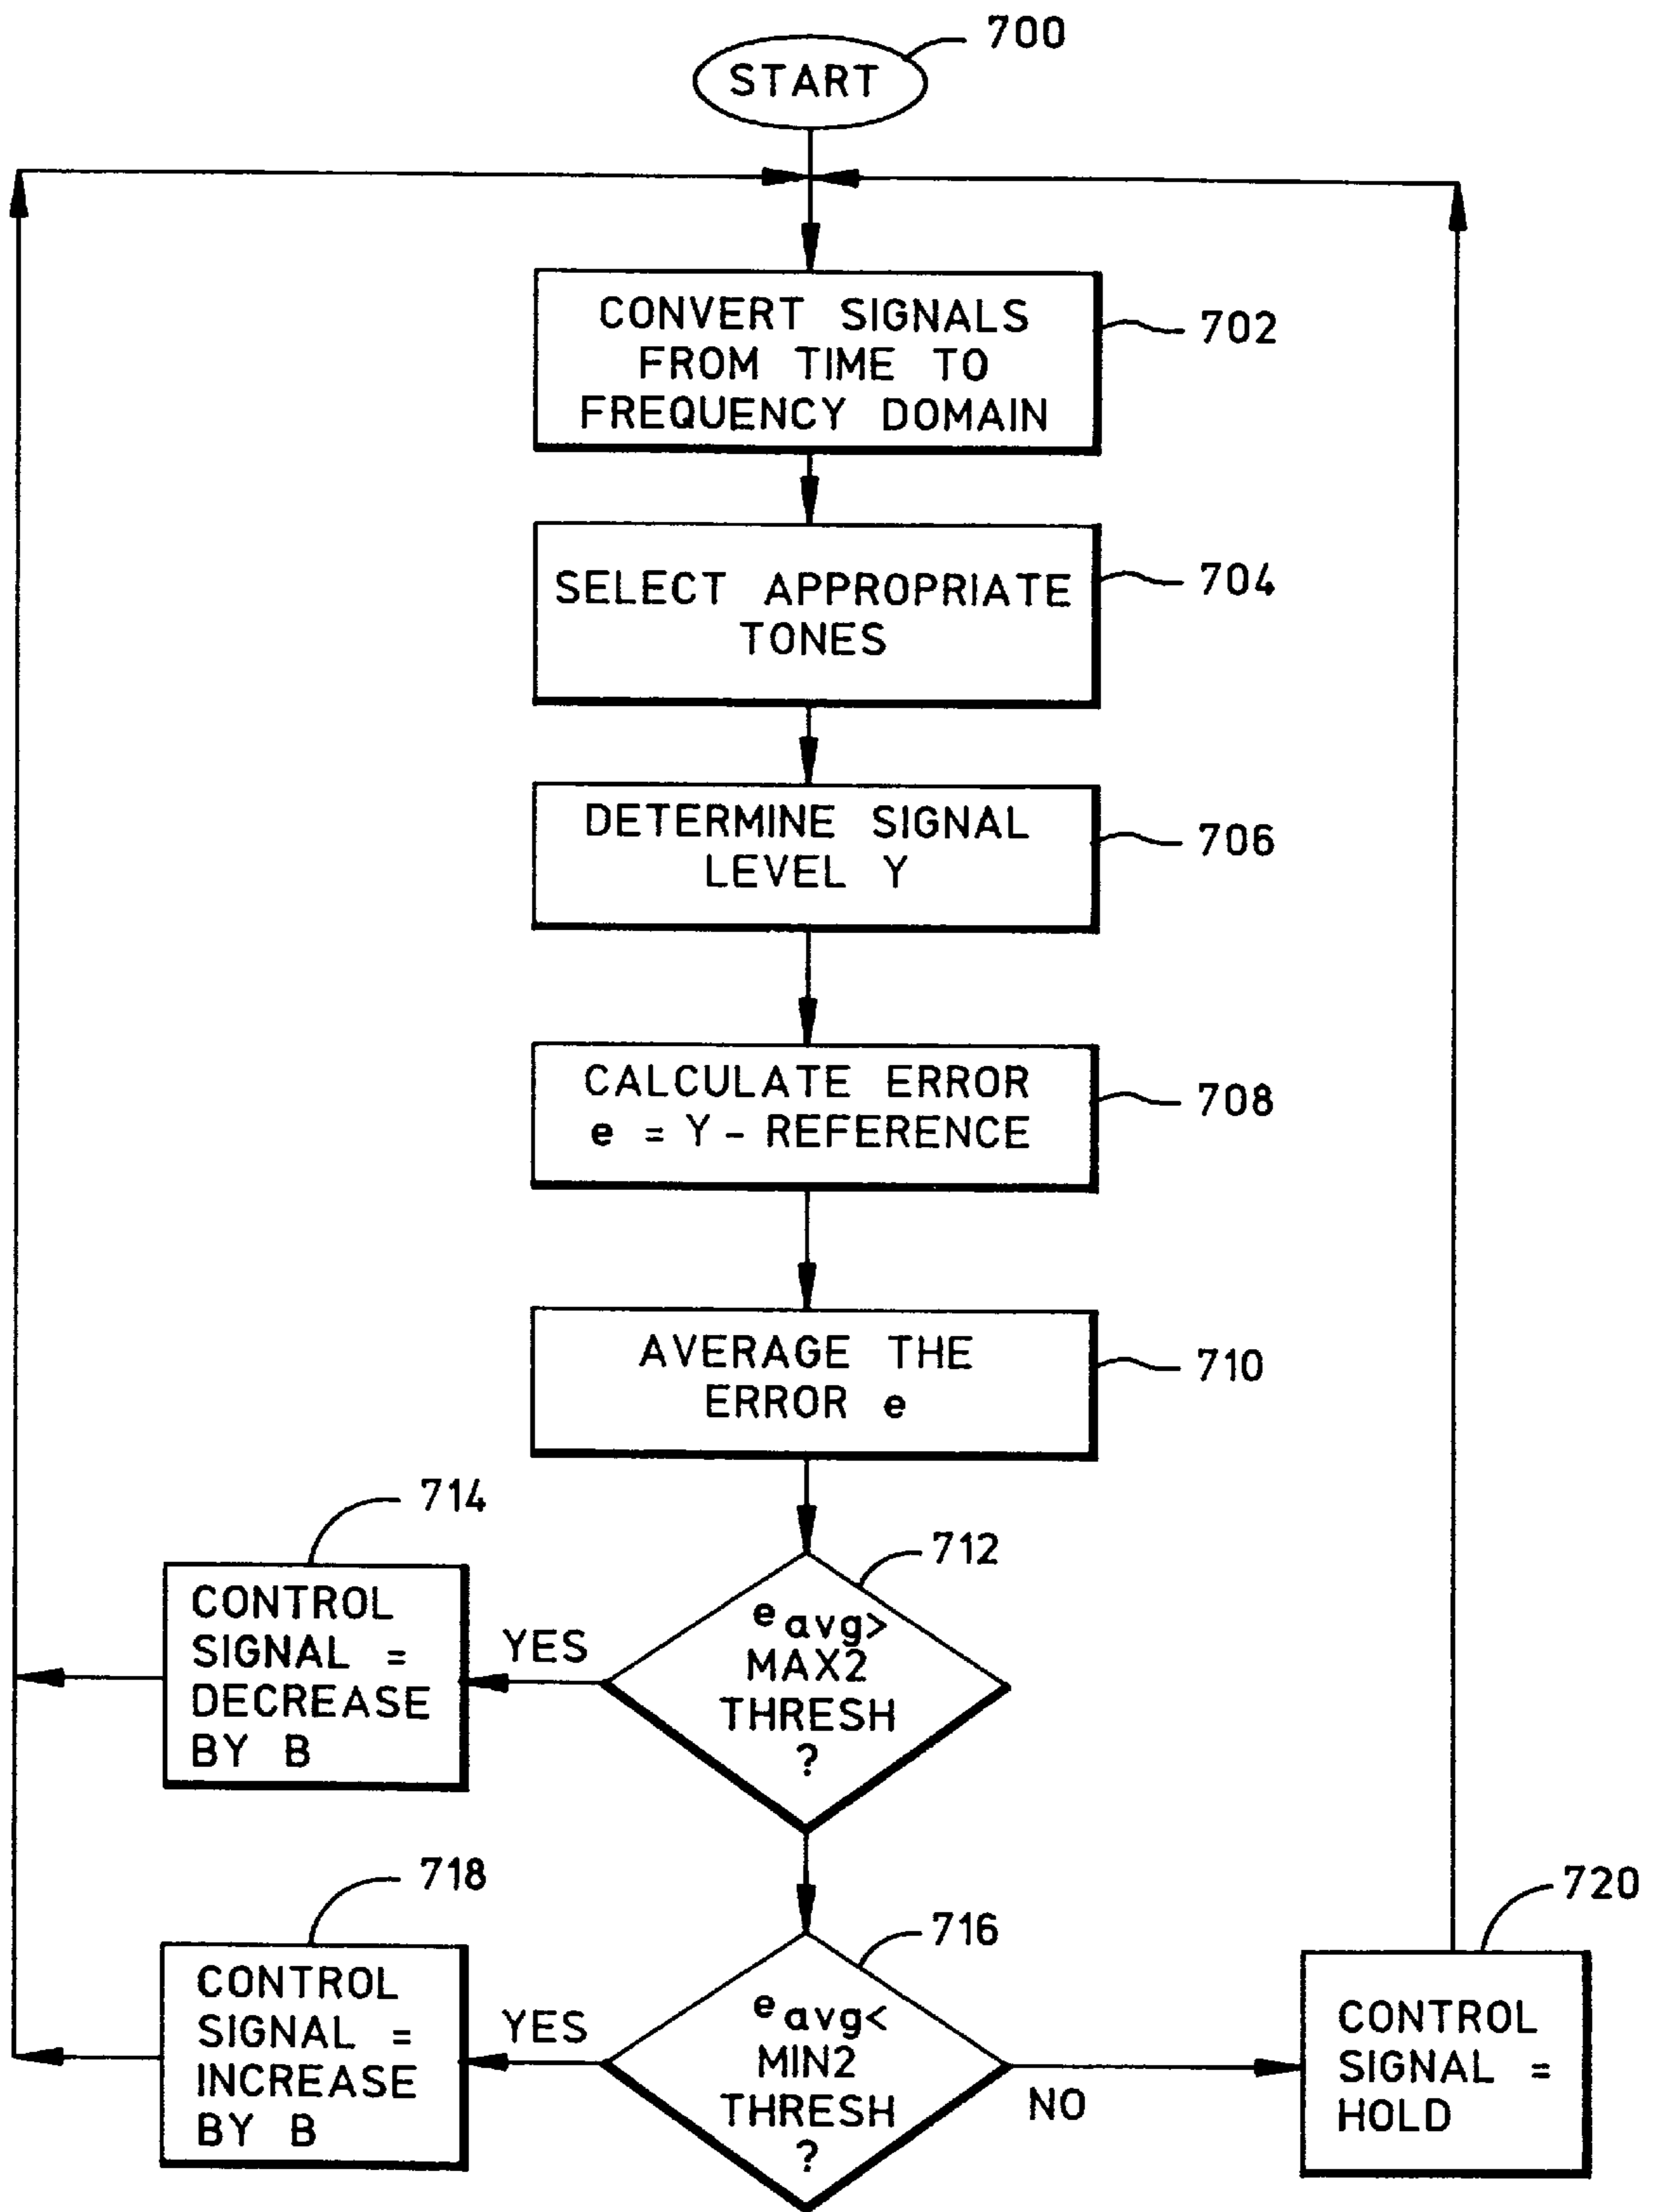 700
START
CONVERT SIGNALS
FROM TIME TO
FREQUENCY DOMAIN
702
SELECT APPROPRIATE
TONES
704
DETERMINE SIGNAL
LEVEL Y
706
CALCULATE ERROR
e = Y - REFERENCE
708
AVERAGE THE
ERROR e
710
712
e avg>
MAX2
THRESH
?
YES
714
CONTROL
SIGNAL =
DECREASE
BY B
716
e avg<
MIN2
THRESH
?
YES
718
CONTROL
SIGNAL =
INCREASE
BY B
NO
720
CONTROL
SIGNAL =
HOLD